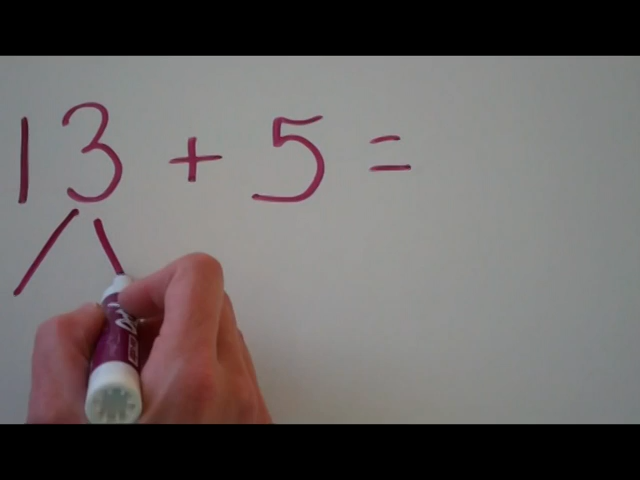 13 + 5 =